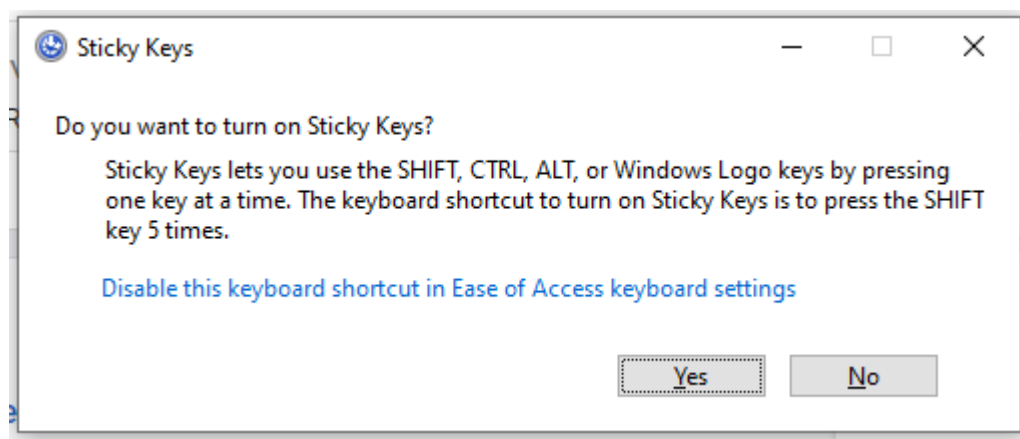 Sticky Keys
Do you want to turn on Sticky Keys?
Sticky Keys lets you use the SHIFT, CTRL, ALT, or Windows Logo keys by pressing
one key at a time. The keyboard shortcut to turn on Sticky Keys is to press the SHIFT
key 5 times.
Disable this keyboard shortcut in Ease of Access keyboard settings
Yes No